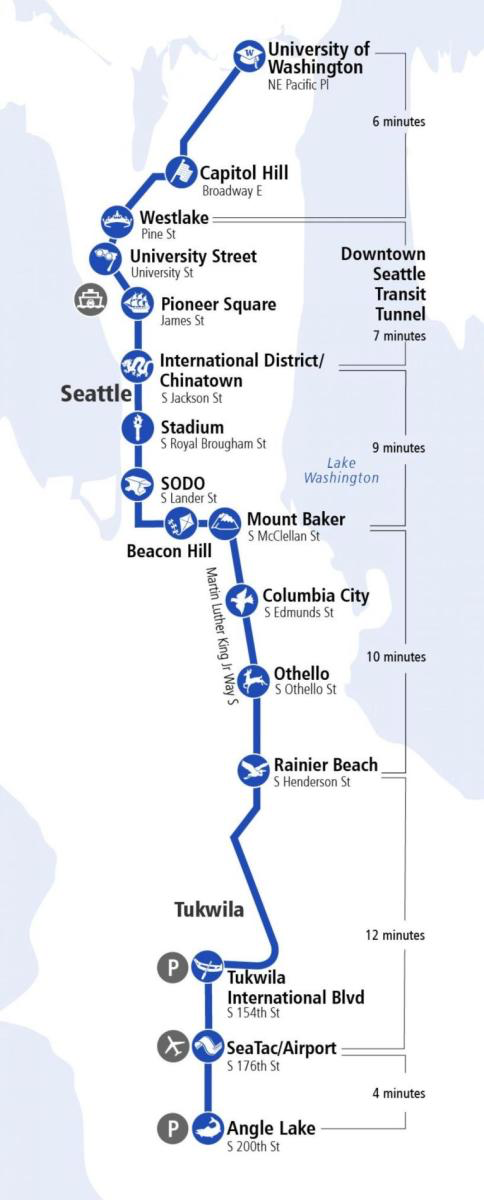 University of
Washington
NE Pacific Pl
6 minutes
Capitol Hill
Broadway E
Westlake
Pine St
University Street
University St
Downtown
Seattle
Transit
Tunnel
7 minutes
Pioneer Square
James St
International District/
Chinatown
S Jackson St
Seattle
Stadium
S Royal Brougham St
9 minutes
Lake
Washington
SODO
S Lander St
Mount Baker
S McClellan St
Beacon Hill
Martin Luther King Jr Way S
Columbia City
S Edmunds St
10 minutes
Othello
S Othello St
Rainier Beach
S Henderson St
Tukwila
12 minutes
P
Tukwila
International Blvd
S 154th St
SeaTac/Airport
S 176th St
4 minutes
P
Angle Lake
S 200th St
W